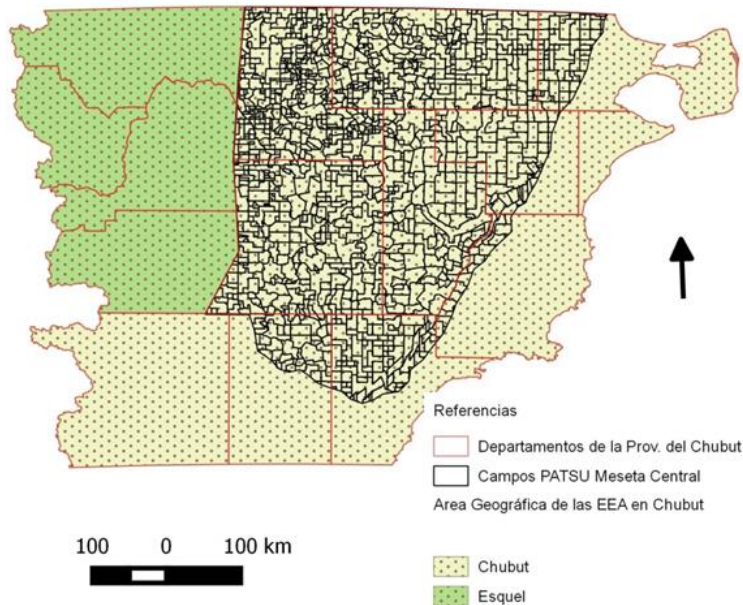 Referencias
Departamentos de la Prov. del Chubut
Campos PATSU Meseta Central
Area Geográfica de las EEA en Chubut
100 0 100 km
Chubut
Esquel